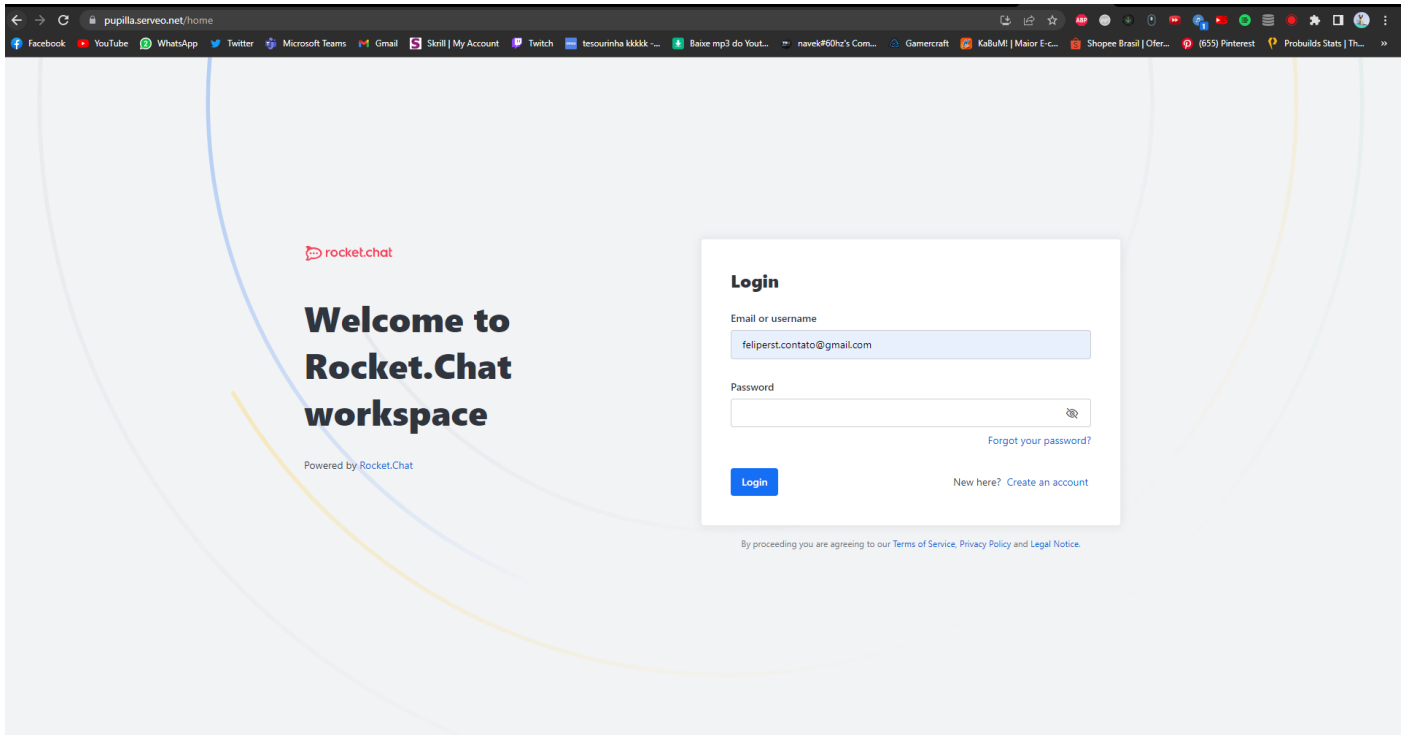 pupilla.serveo.net/home
Facebook YouTube WhatsApp Twitter Microsoft Teams Gmail Skrill | My Account Twitch tesourinha kkkkk -... Baixe mp3 do Yout... navek#60hz's Com... Gamercraft KaBuM! | Maior E-c... Shopee Brasil | Ofer... (655) Pinterest Probuilds Stats | Th... »
rocket.chat
Welcome to
Rocket.Chat
workspace
Powered by Rocket.Chat
Login
Email or username
feliperst.contato@gmail.com
Password
Forgot your password?
Login
New here? Create an account
By proceeding you are agreeing to our Terms of Service, Privacy Policy and Legal Notice.